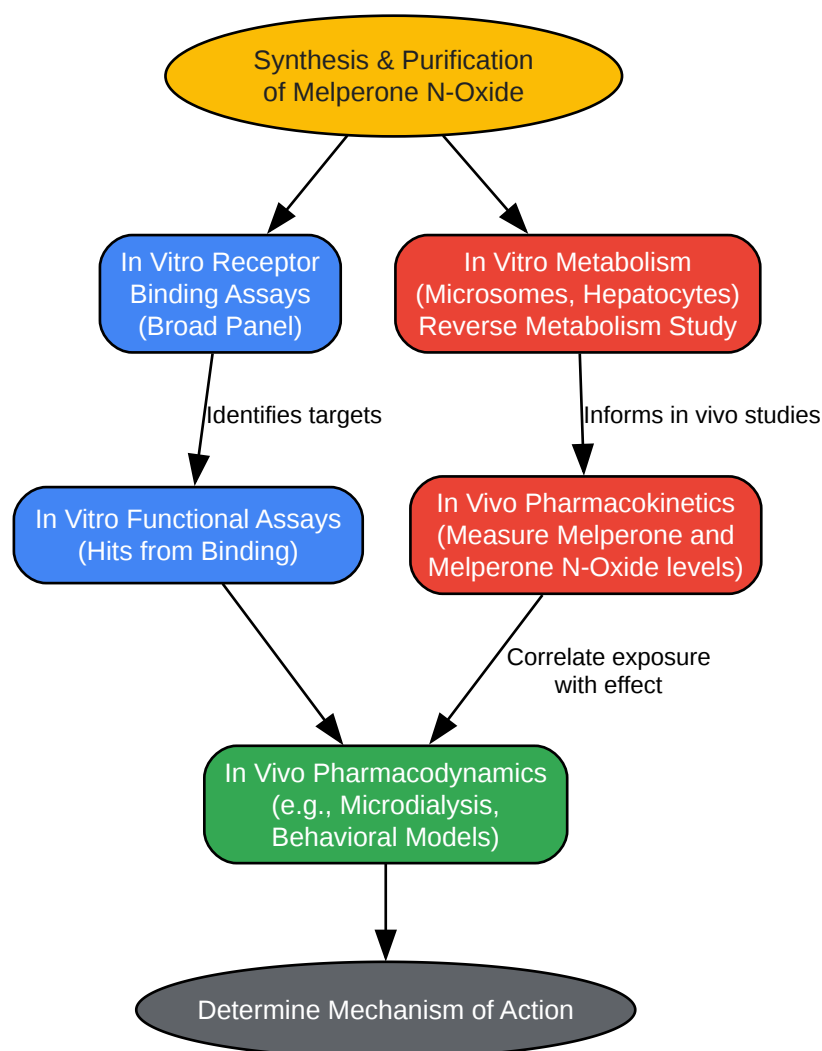 Synthesis & Purification
of Melperone N-Oxide
In Vitro Receptor
Binding Assays
(Broad Panel)
In Vitro Metabolism
(Microsomes, Hepatocytes)
Reverse Metabolism Study
Identifies targets
Informs in vivo studies
In Vitro Functional Assays
(Hits from Binding)
In Vivo Pharmacokinetics
(Measure Melperone and
Melperone N-Oxide levels)
Correlate exposure
with effect
In Vivo Pharmacodynamics
(e.g., Microdialysis,
Behavioral Models)
Determine Mechanism of Action